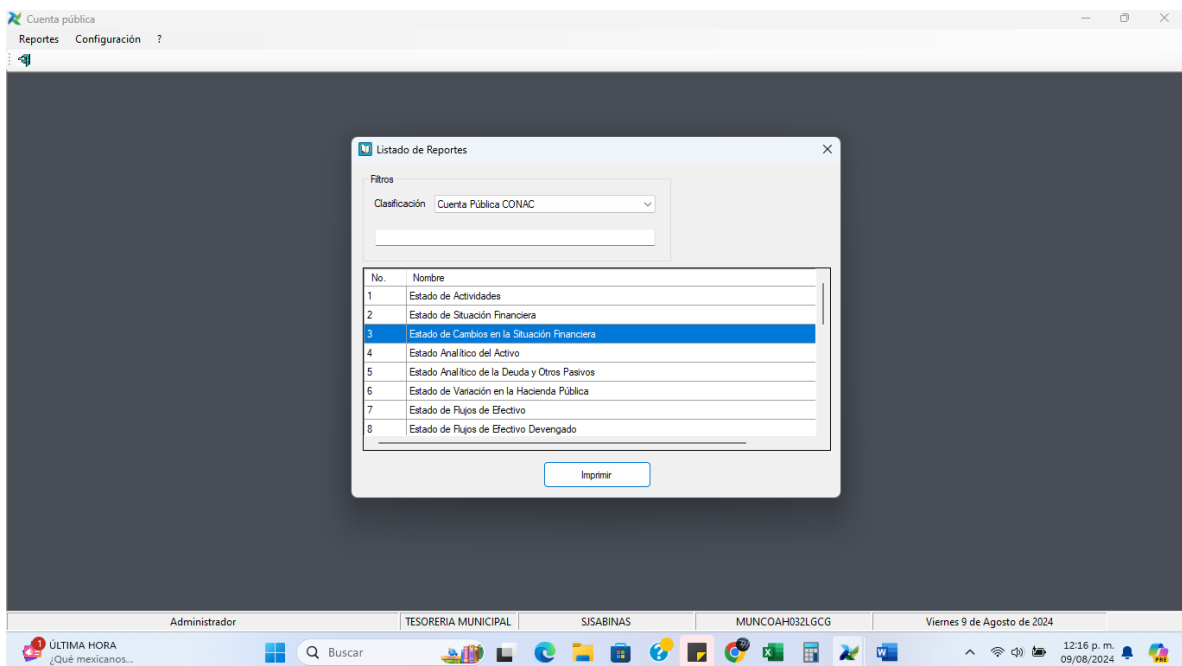 Cuenta pública
Reportes Configuración ?
Listado de Reportes
Filtros
Clasificación Cuenta Pública CONAC
No. Nombre
1 Estado de Actividades
2 Estado de Situación Financiera
3 Estado de Cambios en la Situación Financiera
4 Estado Analítico del Activo
5 Estado Analítico de la Deuda y Otros Pasivos
6 Estado de Variación en la Hacienda Pública
7 Estado de Flujos de Efectivo
8 Estado de Flujos de Efectivo Devengado
Imprimir
Administrador TESORERIA MUNICIPAL SJSABINAS MUNCOAH032LGCG Viernes 9 de Agosto de 2024
1 ÚLTIMA HORA
¿Qué mexicanos...
Buscar
12:16 p. m.
09/08/2024
PRE